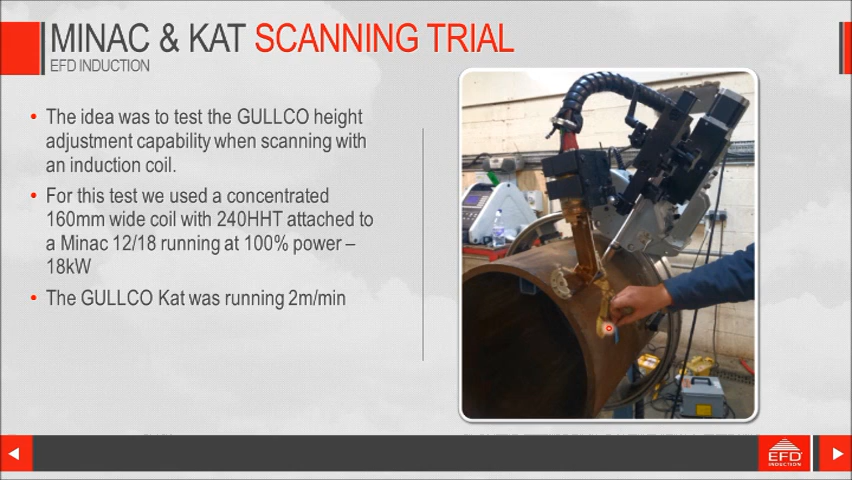 MINAC & KAT SCANNING TRIAL
EFD INDUCTION
• The idea was to test the GULLCO height
adjustment capability when scanning with
an induction coil.
• For this test we used a concentrated
160mm wide coil with 240HHT attached to
a Minac 12/18 running at 100% power –
18kW
• The GULLCO Kat was running 2m/min
EFD
INDUCTION